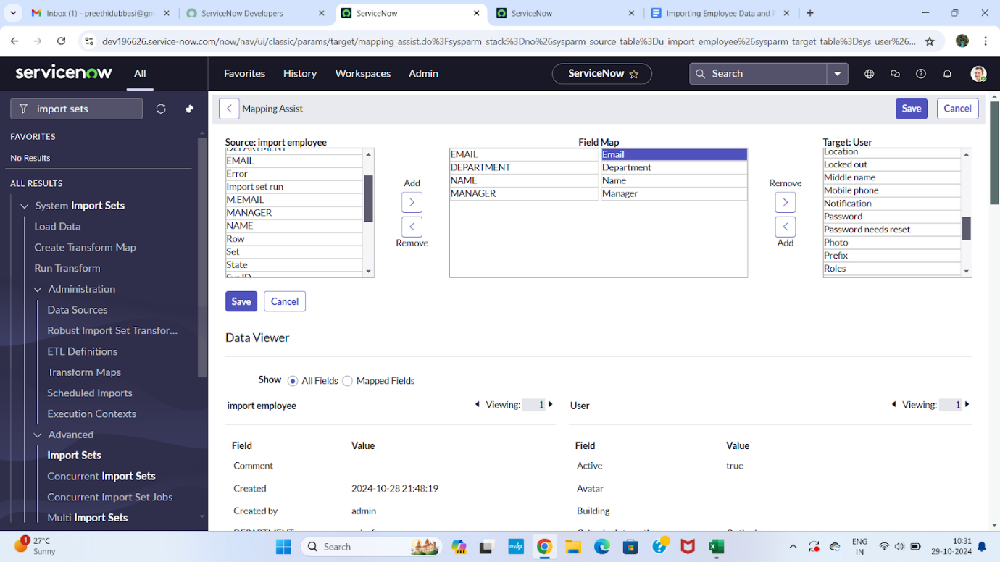 Inbox (1) - preethidubbasi@gm
ServiceNow Developers
ServiceNow
ServiceNow
Importing Employee Data and
dev196626.service-now.com/now/nav/ui/classic/params/target/mapping_assist.do%3Fsysparm_stack%3Dno%26sysparm_source_table%3Du_import_employee%26sysparm_target_table%3Dsys_user%26...
servicenow
All
Favorites
History
Workspaces
Admin
ServiceNow
Search
import sets
FAVORITES
No Results
ALL RESULTS
System Import Sets
Load Data
Create Transform Map
Run Transform
Administration
Data Sources
Robust Import Set Transfor...
ETL Definitions
Transform Maps
Scheduled Imports
Execution Contexts
Advanced
Import Sets
Concurrent Import Sets
Concurrent Import Set Jobs
Multi Import Sets
Mapping Assist
Save
Cancel
Source: import employee
DEPARTMENT
EMAIL
Error
Import set run
M.EMAIL
MANAGER
NAME
Row
Set
State
Sys ID
Add
Remove
Field Map
EMAIL Email
DEPARTMENT Department
NAME Name
MANAGER Manager
Remove
Add
Target: User
Location
Locked out
Middle name
Mobile phone
Notification
Password
Password needs reset
Photo
Prefix
Roles
Save
Cancel
Data Viewer
Show All Fields Mapped Fields
import employee Viewing: 1
Field Value
Comment
Created 2024-10-28 21:48:19
Created by admin
User Viewing: 1
Field Value
Active true
Avatar
Building
1
27°C
Sunny
Search
PRE
myhp
ENG
IN
10:31
29-10-2024